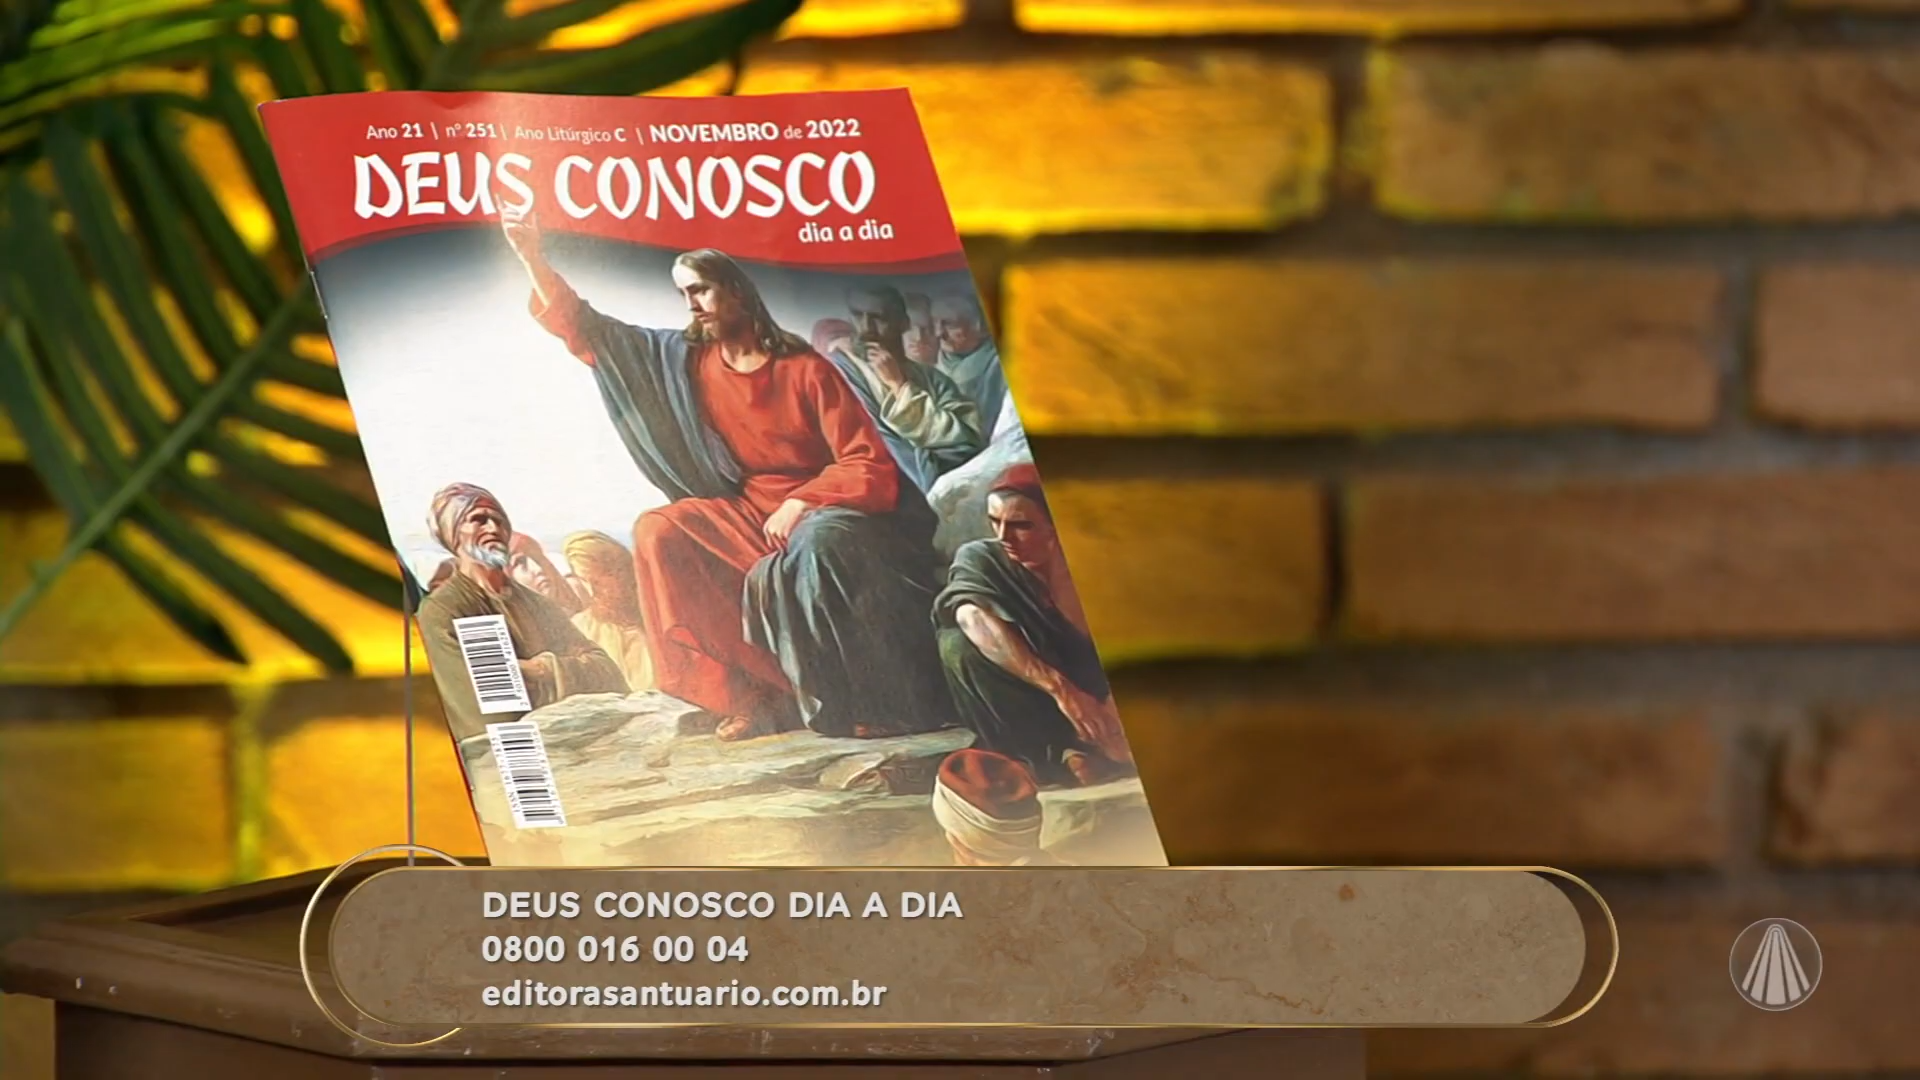 Ano 21 | nº 251 | Ano Litúrgico C | NOVEMBRO de 2022
DEUS CONOSCO
dia a dia
DEUS CONOSCO DIA A DIA
0800 016 00 04
editorasantuario.com.br